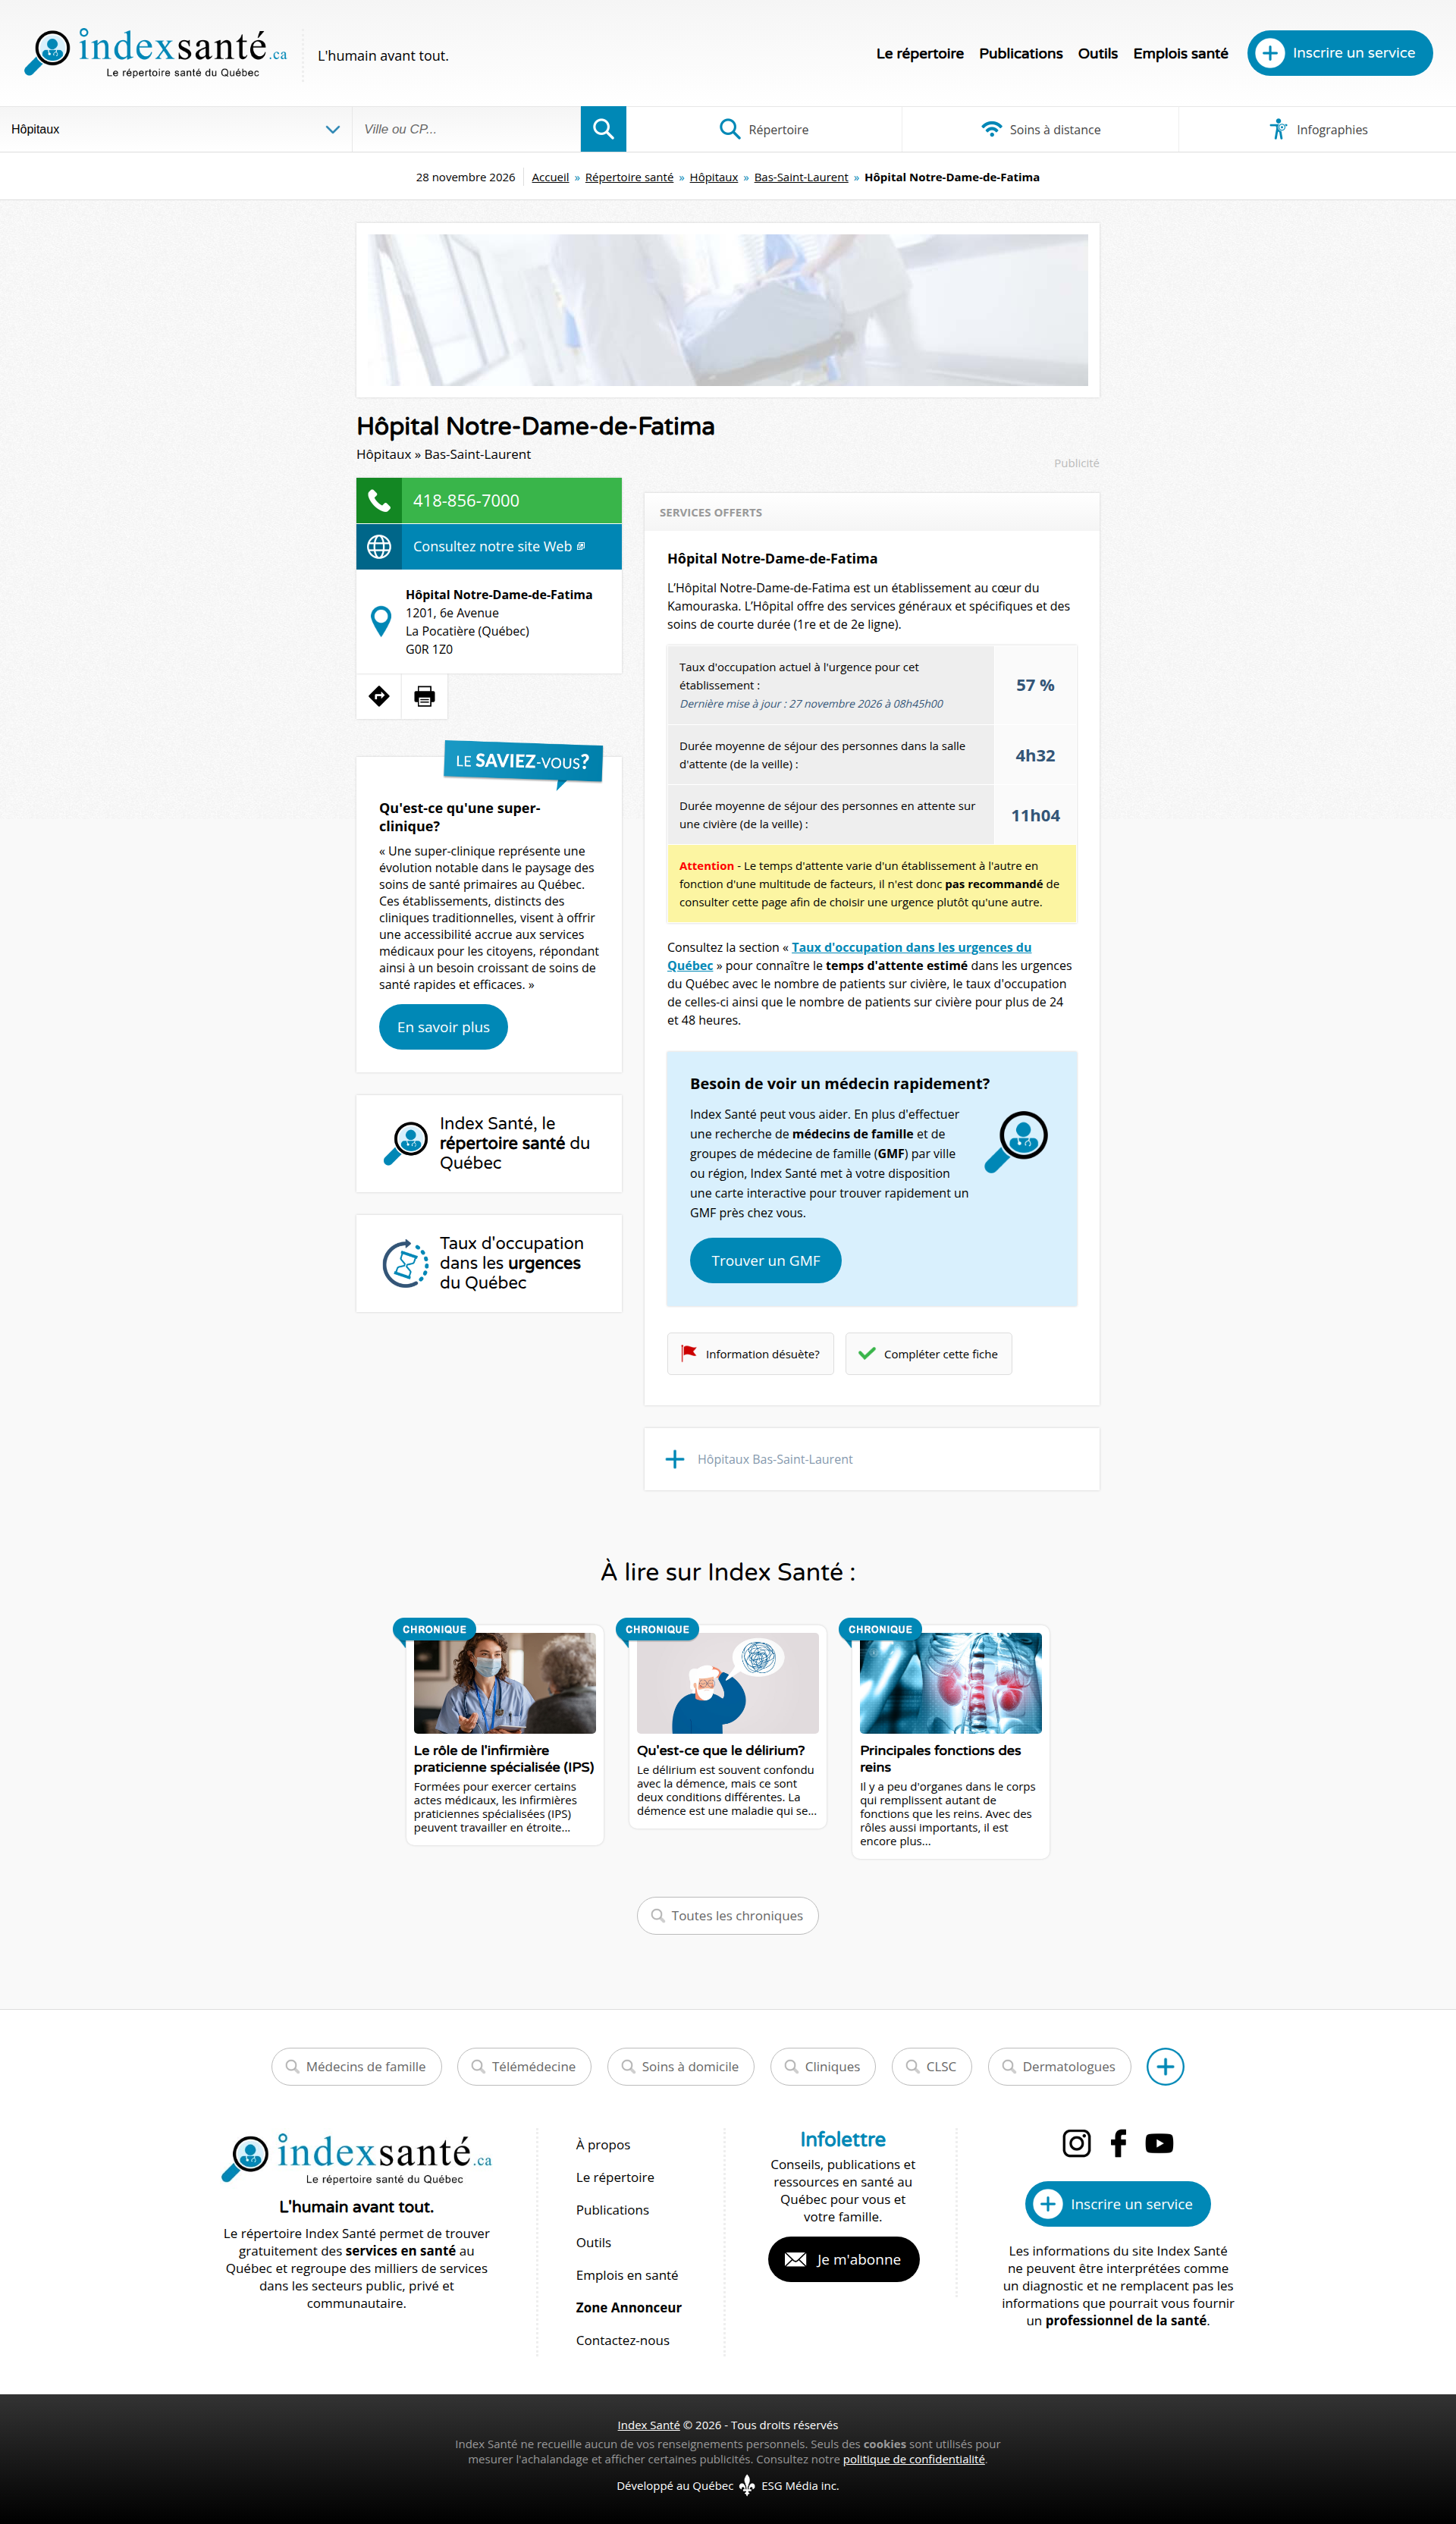 indexsanté.ca
Le répertoire santé du Québec
L'humain avant tout.
Le répertoire
Publications
Outils
Emplois santé
Inscrire un service
Hôpitaux
Ville ou CP...
Répertoire
Soins à distance
Infographies
28 novembre 2026
Accueil » Répertoire santé » Hôpitaux » Bas-Saint-Laurent » Hôpital Notre-Dame-de-Fatima
Hôpital Notre-Dame-de-Fatima
Hôpitaux » Bas-Saint-Laurent
Publicité
418-856-7000
Consultez notre site Web
Hôpital Notre-Dame-de-Fatima
1201, 6e Avenue
La Pocatière (Québec)
G0R 1Z0
LE SAVIEZ-VOUS?
Qu'est-ce qu'une super-
clinique?
« Une super-clinique représente une
évolution notable dans le paysage des
soins de santé primaires au Québec.
Ces établissements, distincts des
cliniques traditionnelles, visent à offrir
une accessibilité accrue aux services
médicaux pour les citoyens, répondant
ainsi à un besoin croissant de soins de
santé rapides et efficaces. »
En savoir plus
Index Santé, le
répertoire santé du
Québec
Taux d'occupation
dans les urgences
du Québec
SERVICES OFFERTS
Hôpital Notre-Dame-de-Fatima
L'Hôpital Notre-Dame-de-Fatima est un établissement au cœur du
Kamouraska. L'Hôpital offre des services généraux et spécifiques et des
soins de courte durée (1re et de 2e ligne).
Taux d'occupation actuel à l'urgence pour cet
établissement :
Dernière mise à jour : 27 novembre 2026 à 08h45h00
57 %
Durée moyenne de séjour des personnes dans la salle
d'attente (de la veille) :
4h32
Durée moyenne de séjour des personnes en attente sur
une civière (de la veille) :
11h04
Attention - Le temps d'attente varie d'un établissement à l'autre en
fonction d'une multitude de facteurs, il n'est donc pas recommandé de
consulter cette page afin de choisir une urgence plutôt qu'une autre.
Consultez la section « Taux d'occupation dans les urgences du
Québec » pour connaître le temps d'attente estimé dans les urgences
du Québec avec le nombre de patients sur civière, le taux d'occupation
de celles-ci ainsi que le nombre de patients sur civière pour plus de 24
et 48 heures.
Besoin de voir un médecin rapidement?
Index Santé peut vous aider. En plus d'effectuer
une recherche de médecins de famille et de
groupes de médecine de famille (GMF) par ville
ou région, Index Santé met à votre disposition
une carte interactive pour trouver rapidement un
GMF près chez vous.
Trouver un GMF
Information désuète?
Compléter cette fiche
Hôpitaux Bas-Saint-Laurent
À lire sur Index Santé :
CHRONIQUE
Le rôle de l'infirmière
praticienne spécialisée (IPS)
Formées pour exercer certains
actes médicaux, les infirmières
praticiennes spécialisées (IPS)
peuvent travailler en étroite...
CHRONIQUE
Qu'est-ce que le délirium?
Le délirium est souvent confondu
avec la démence, mais ce sont
deux conditions différentes. La
démence est une maladie qui se...
CHRONIQUE
Principales fonctions des
reins
Il y a peu d'organes dans le corps
qui remplissent autant de
fonctions que les reins. Avec des
rôles aussi importants, il est
encore plus...
Toutes les chroniques
Médecins de famille
Télémédecine
Soins à domicile
Cliniques
CLSC
Dermatologues
indexsanté.ca
Le répertoire santé du Québec
L'humain avant tout.
Le répertoire Index Santé permet de trouver
gratuitement des services en santé au
Québec et regroupe des milliers de services
dans les secteurs public, privé et
communautaire.
À propos
Le répertoire
Publications
Outils
Emplois en santé
Zone Annonceur
Contactez-nous
Infolettre
Conseils, publications et
ressources en santé au
Québec pour vous et
votre famille.
Je m'abonne
Inscrire un service
Les informations du site Index Santé
ne peuvent être interprétées comme
un diagnostic et ne remplacent pas les
informations que pourrait vous fournir
un professionnel de la santé.
Index Santé © 2026 - Tous droits réservés
Index Santé ne recueille aucun de vos renseignements personnels. Seuls des cookies sont utilisés pour
mesurer l'achalandage et afficher certaines publicités. Consultez notre politique de confidentialité.
Développé au Québec ESG Média inc.